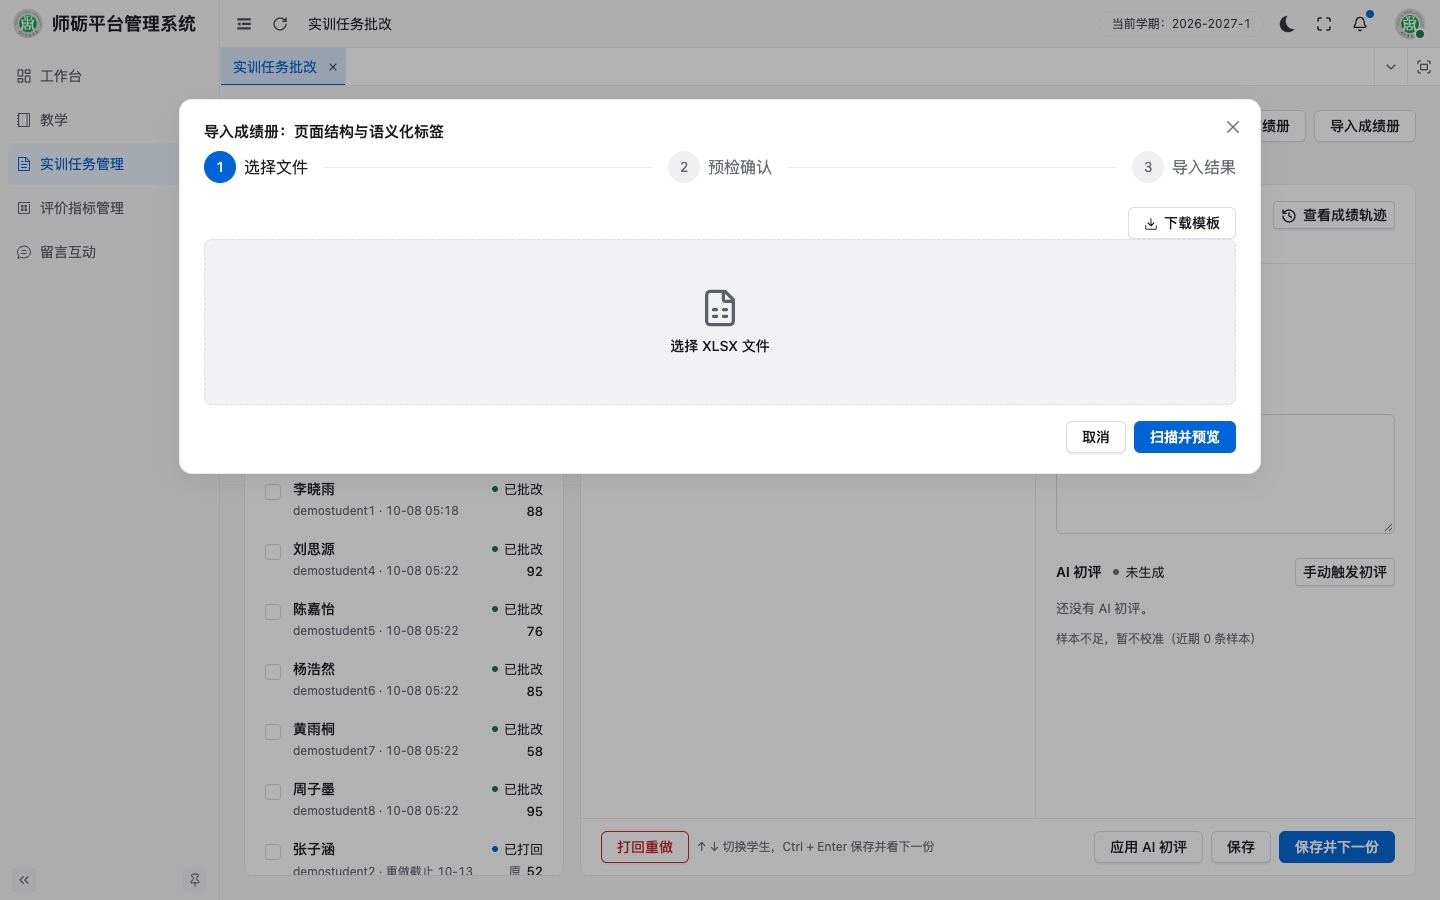 师砺平台管理系统
实训任务批改
当前学期：2026-2027-1
工作台
教学
实训任务管理
评价指标管理
留言互动
实训任务批改
绩册
导入成绩册
查看成绩轨迹
导入成绩册：页面结构与语义化标签
1 选择文件
2 预检确认
3 导入结果
下载模板
选择 XLSX 文件
取消
扫描并预览
李晓雨 已批改
demostudent1 · 10-08 05:18 88
刘思源 已批改
demostudent4 · 10-08 05:22 92
陈嘉怡 已批改
demostudent5 · 10-08 05:22 76
杨浩然 已批改
demostudent6 · 10-08 05:22 85
黄雨桐 已批改
demostudent7 · 10-08 05:22 58
周子墨 已批改
demostudent8 · 10-08 05:22 95
张子涵 已打回
demostudent2 · 重做截止 10-13 原 52
AI 初评 未生成
手动触发初评
还没有 AI 初评。
样本不足，暂不校准（近期 0 条样本）
打回重做
↑ ↓ 切换学生，Ctrl + Enter 保存并看下一份
应用 AI 初评
保存
保存并下一份